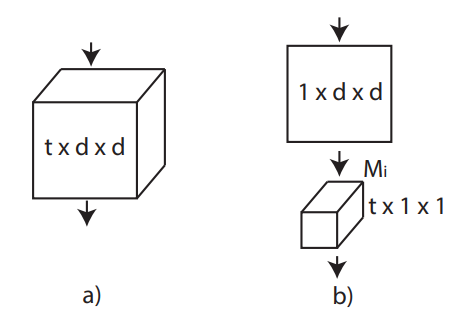 t x d x d
a)
1 x d x d
Mi
t x 1 x 1
b)